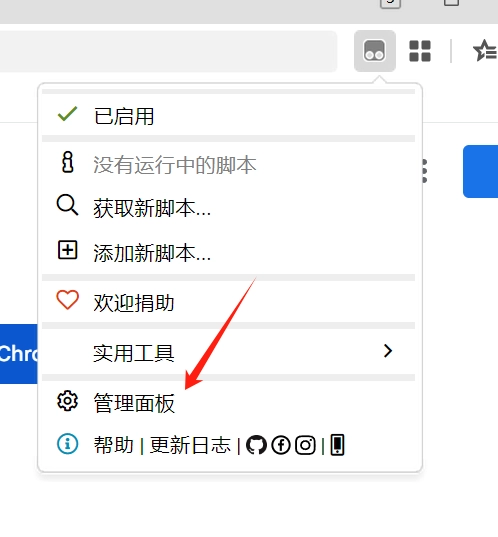 已启用
没有运行中的脚本
获取新脚本...
添加新脚本...
欢迎捐助
Chro
实用工具
管理面板
帮助 | 更新日志 | |